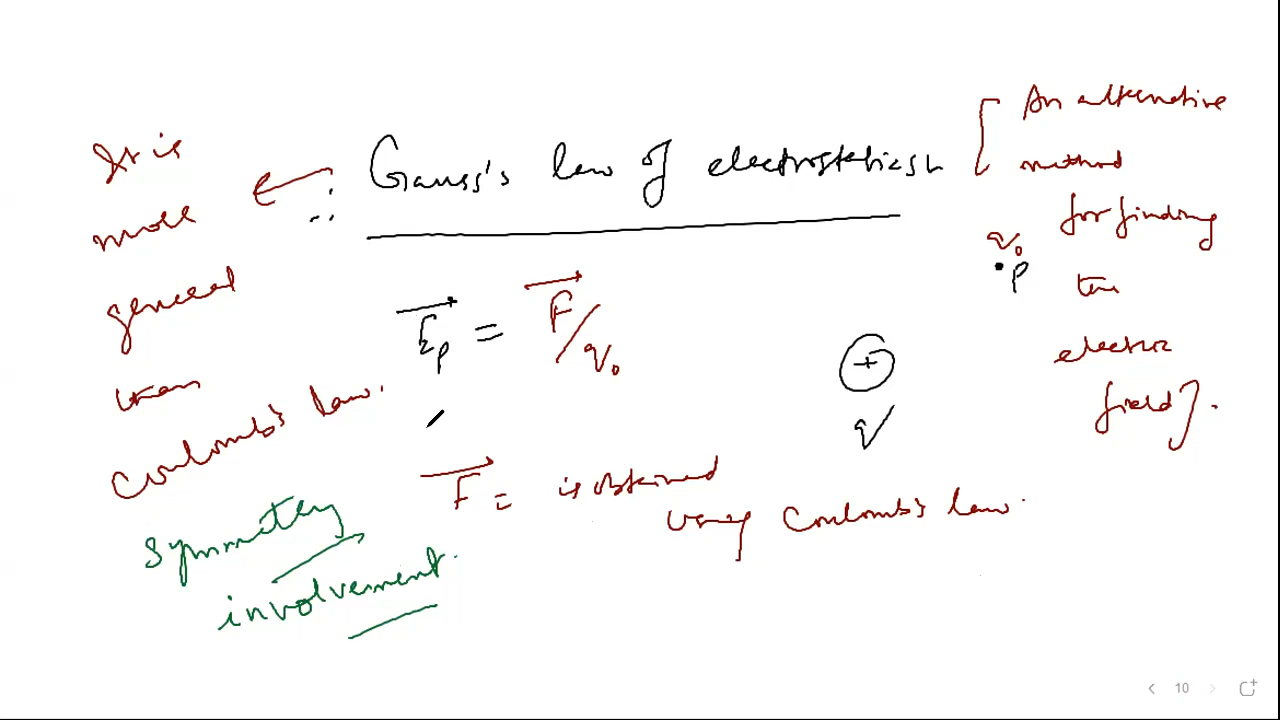 Gauss's law of electrostatics
It is
more
general
than
Coulomb's law.
Symmetry
involvement.
[ An alternative
method
for finding
the
electric
field].
q₀
P
E⃗p = F⃗/q₀
+
q
F⃗ = is obtained
using Coulomb's law.
10